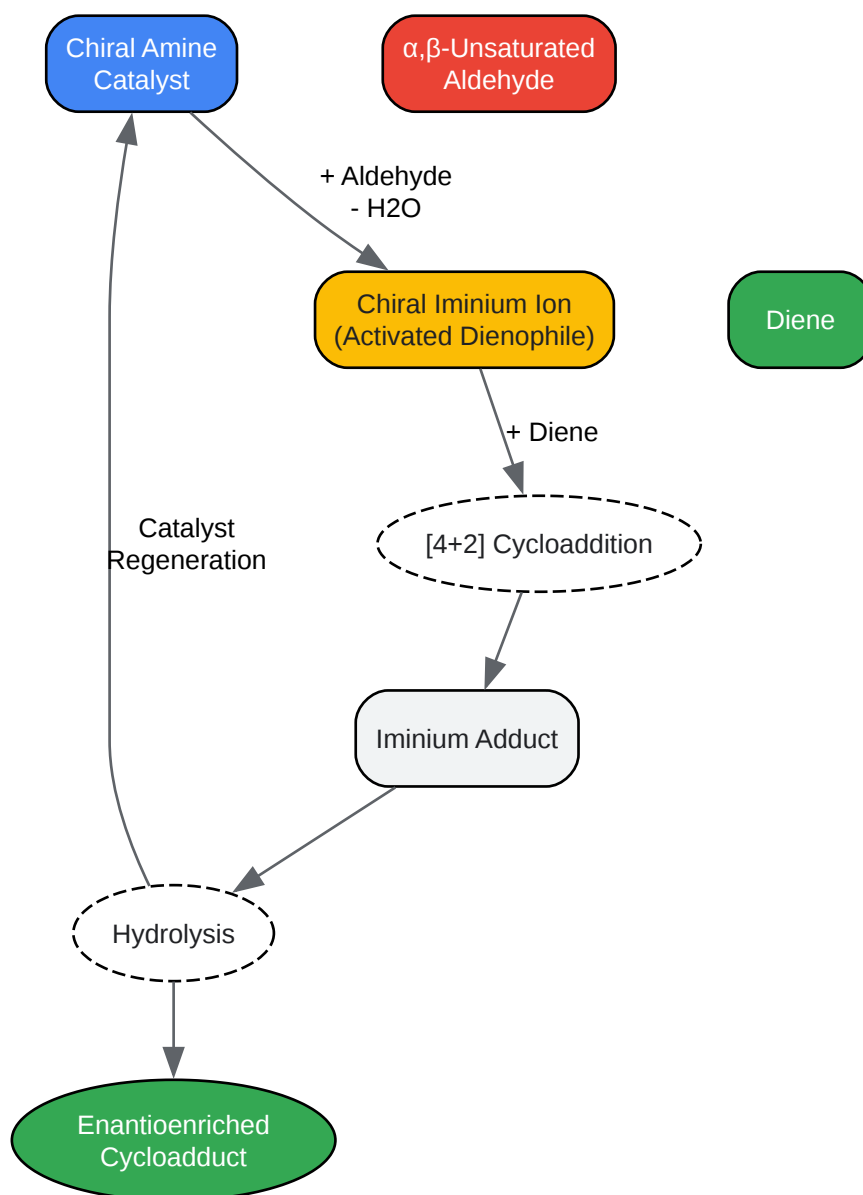 Chiral Amine
Catalyst
α,β-Unsaturated
Aldehyde
+ Aldehyde
- H2O
Chiral Iminium Ion
(Activated Dienophile)
Diene
+ Diene
[4+2] Cycloaddition
Catalyst
Regeneration
Iminium Adduct
Hydrolysis
Enantioenriched
Cycloadduct